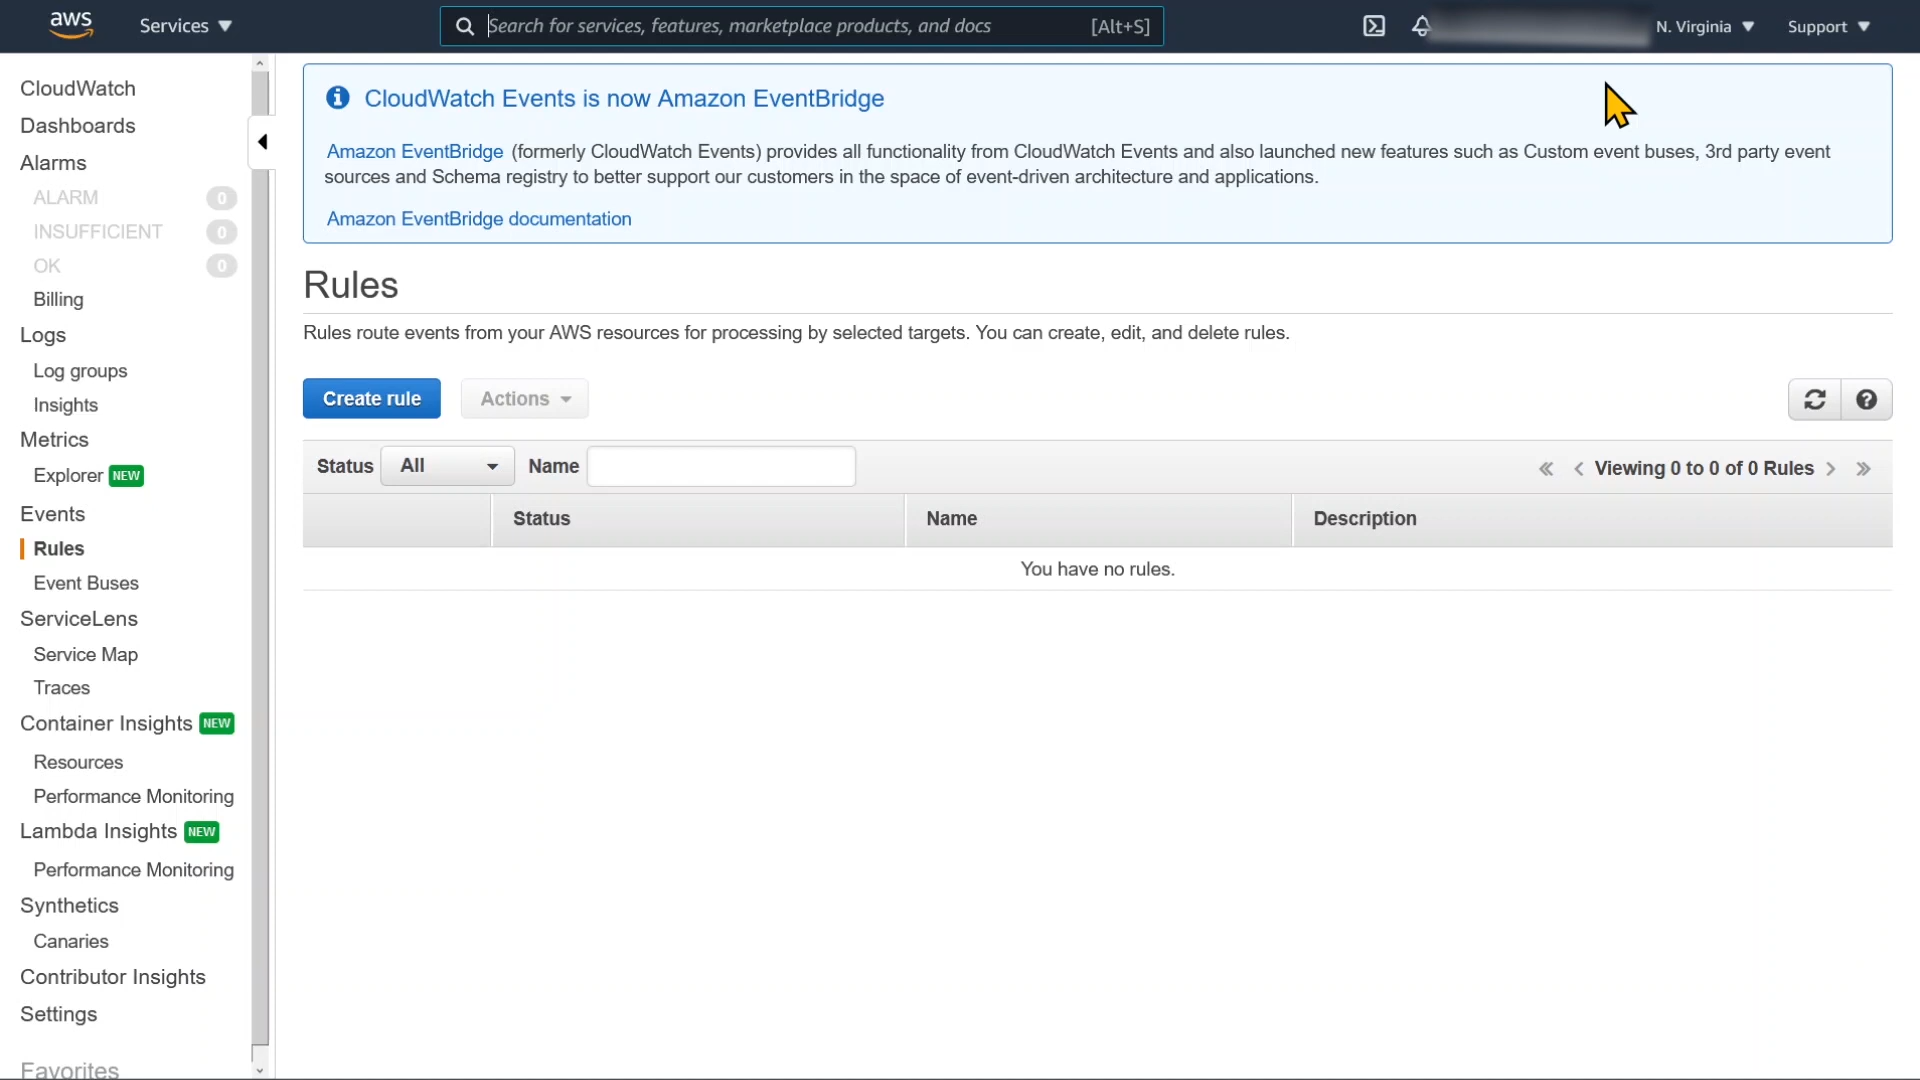 aws
Services
Search for services, features, marketplace products, and docs
[Alt+S]
N. Virginia
Support
CloudWatch
Dashboards
Alarms
ALARM 0
INSUFFICIENT 0
OK 0
Billing
Logs
Log groups
Insights
Metrics
Explorer NEW
Events
Rules
Event Buses
ServiceLens
Service Map
Traces
Container Insights NEW
Resources
Performance Monitoring
Lambda Insights NEW
Performance Monitoring
Synthetics
Canaries
Contributor Insights
Settings
Favorites
CloudWatch Events is now Amazon EventBridge
Amazon EventBridge (formerly CloudWatch Events) provides all functionality from CloudWatch Events and also launched new features such as Custom event buses, 3rd party event
sources and Schema registry to better support our customers in the space of event-driven architecture and applications.
Amazon EventBridge documentation
Rules
Rules route events from your AWS resources for processing by selected targets. You can create, edit, and delete rules.
Create rule
Actions
Status All Name
« < Viewing 0 to 0 of 0 Rules > »
Status Name Description
You have no rules.